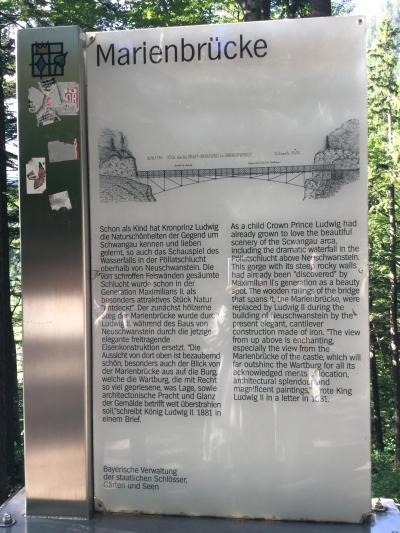 Marienbrücke
Schon als Kind hat Kronprinz Ludwig
die Naturschönheiten der Gegend um
Schwangau kennen und lieben
gelernt, so auch das Schauspiel des
Wasserfalls in der Pöllatschlucht
oberhalb von Neuschwanstein. Die
von schroffen Felswänden gesäumte
Schlucht wurde schon in der
Generation Maximilians II. als
besonders attraktives Stück Natur
"entdeckt". Der zunächst hölzerne
der Marienbrücke wurde durch
Ludwig II. während des Baus von
Neuschwanstein durch die jetzige
elegante freitragende
Eisenkonstruktion ersetzt. "Die
Aussicht von dort oben ist bezaubernd
schön, besonders auch der Blick von
der Marienbrücke aus auf die Burg,
welche die Wartburg, die mit Recht
so viel gepriesene, was Lage, sowie
architectonische Pracht und Glanz
der Gemälde betrifft weit überstrahlen
soll,"schreibt König Ludwig II. 1881 in
einem Brief.
As a child Crown Prince Ludwig had
already grown to love the beautiful
scenery of the Scwangau area,
including the dramatic waterfall in the
Pöllatschlucht above Neuschwanstein.
This gorge with its steep rocky walls
had already been "discovered" by
Maximilian II's generation as a beauty
spot. The wooden railings of the bridge
that spans it, the Marienbrücke, were
replaced by Ludwig II during the
building of Neuschwanstein by the
present elegant, cantilever
construction made of iron. "The view
from up above is enchanting,
especially the view from the
Marienbrücke of the castle, which will
far outshine the Wartburg for all its
acknowledged merits of location,
architectural splendour and
magnificent paintings," wrote King
Ludwig II in a letter in 1881.
Bayerische Verwaltung
der staatlichen Schlösser,
Gärten und Seen